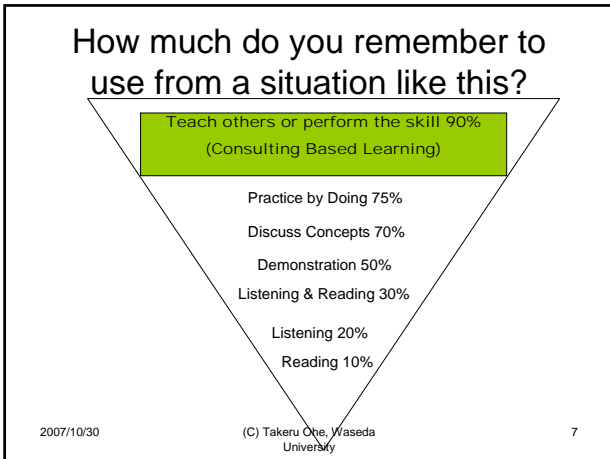 How much do you remember to
use from a situation like this?
Teach others or perform the skill 90%
(Consulting Based Learning)
Practice by Doing 75%
Discuss Concepts 70%
Demonstration 50%
Listening & Reading 30%
Listening 20%
Reading 10%
2007/10/30
(C) Takeru Ohe, Waseda
University
7